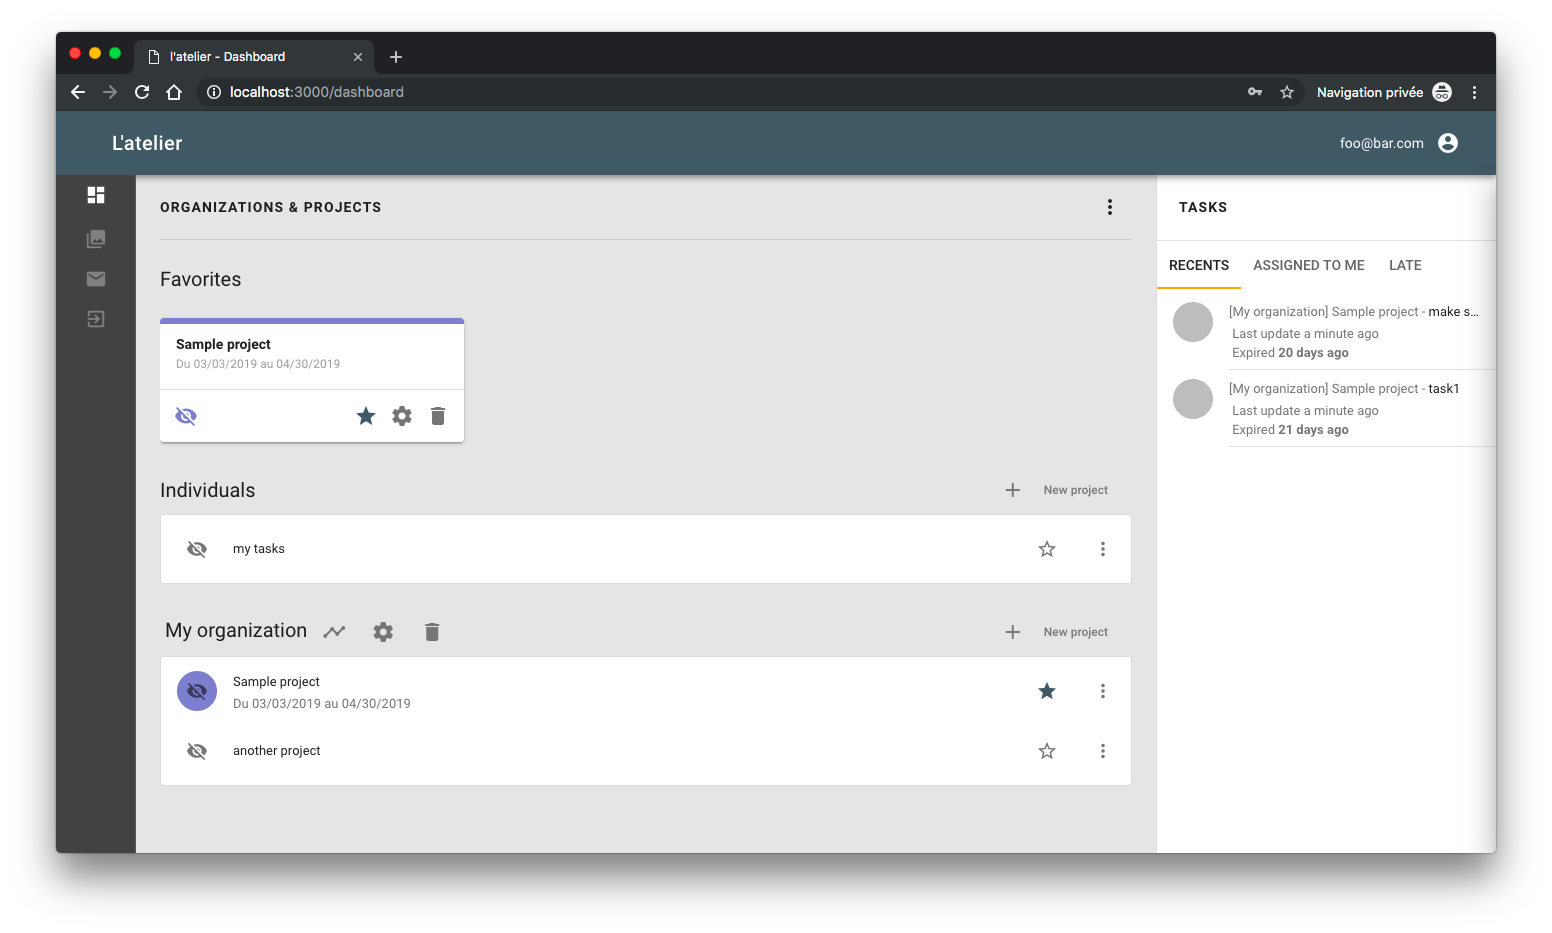 l'atelier - Dashboard
localhost:3000/dashboard
Navigation privée
L'atelier
foo@bar.com
ORGANIZATIONS & PROJECTS
Favorites
Sample project
Du 03/03/2019 au 04/30/2019
Individuals
New project
my tasks
My organization
New project
Sample project
Du 03/03/2019 au 04/30/2019
another project
TASKS
RECENTS ASSIGNED TO ME LATE
[My organization] Sample project - make s...
Last update a minute ago
Expired 20 days ago
[My organization] Sample project - task1
Last update a minute ago
Expired 21 days ago